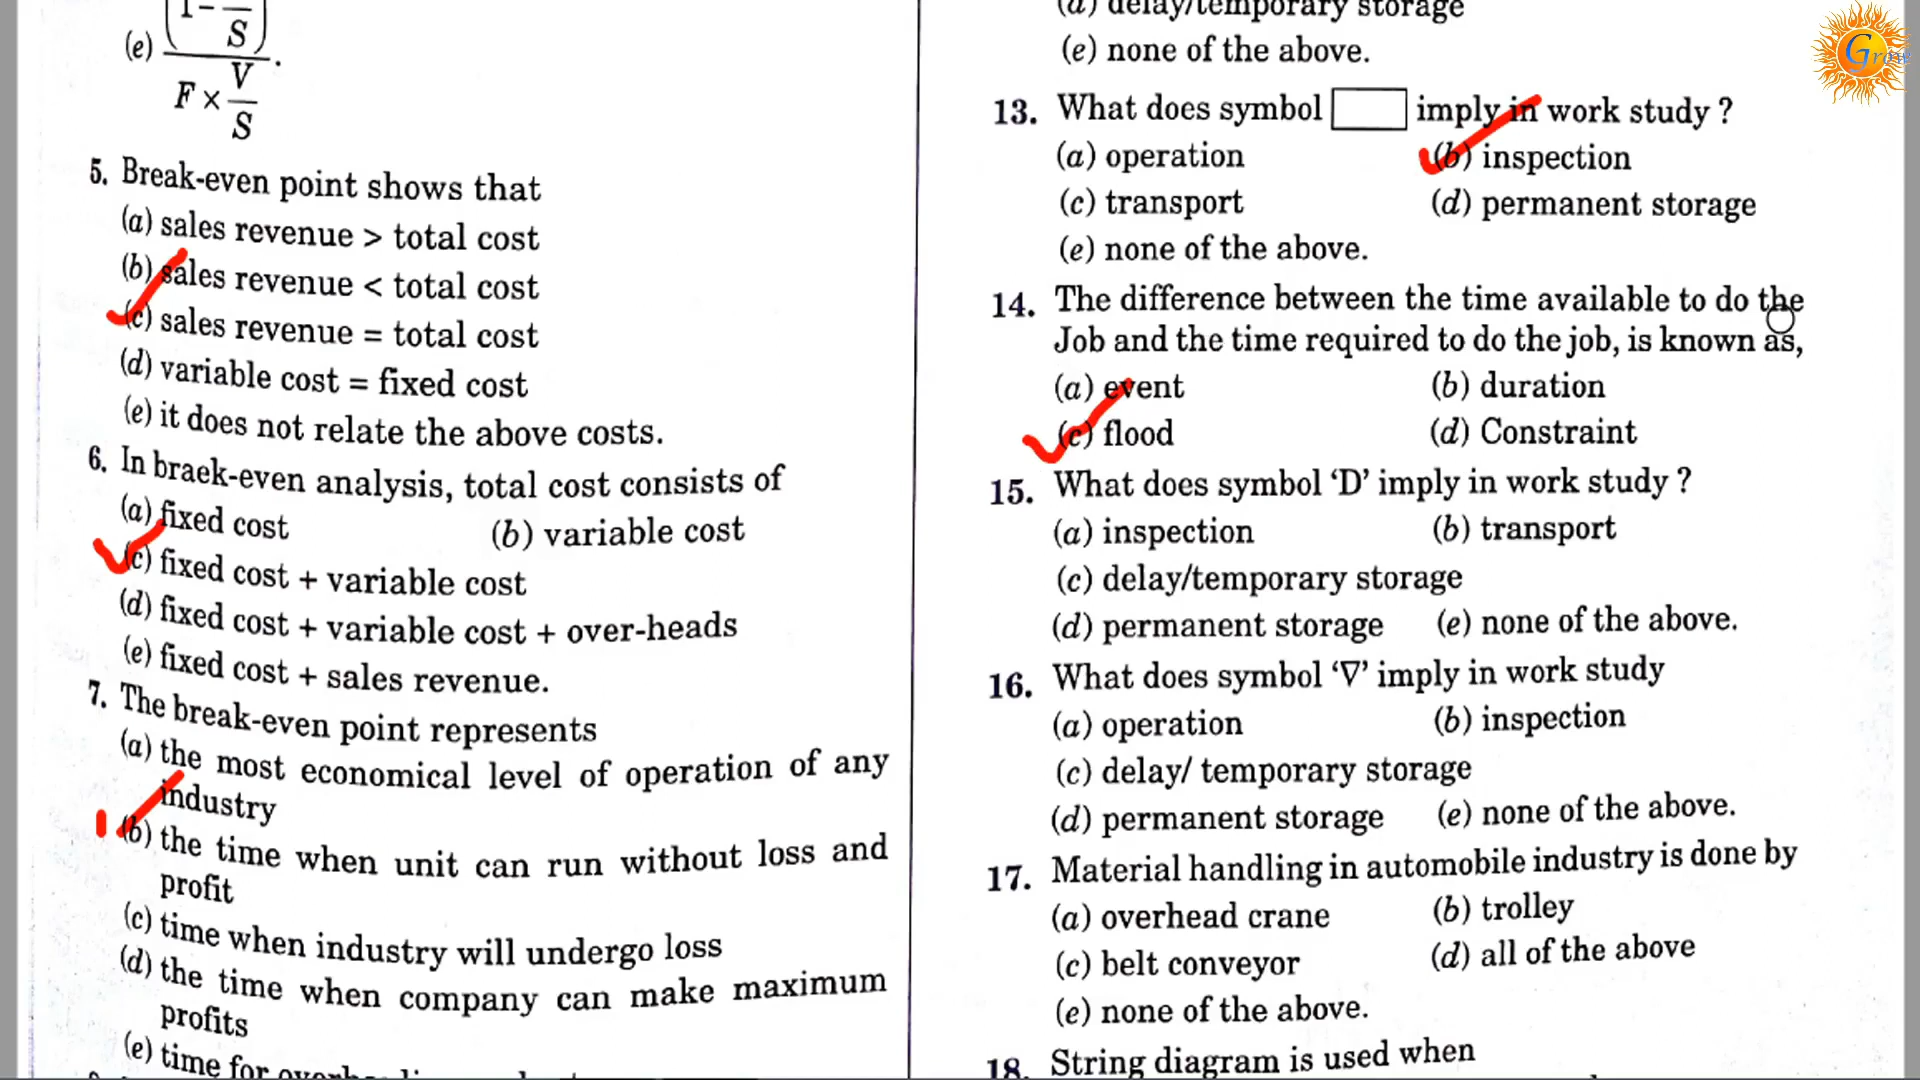 (e) (1 - / S) / F × V / S .
5. Break-even point shows that
(a) sales revenue > total cost
(b) sales revenue < total cost
(c) sales revenue = total cost
(d) variable cost = fixed cost
(e) it does not relate the above costs.
6. In braek-even analysis, total cost consists of
(a) fixed cost (b) variable cost
(c) fixed cost + variable cost
(d) fixed cost + variable cost + over-heads
(e) fixed cost + sales revenue.
7. The break-even point represents
(a) the most economical level of operation of any
industry
(b) the time when unit can run without loss and
profit
(c) time when industry will undergo loss
(d) the time when company can make maximum
profits
(e) time for
(d) delay/temporary storage
(e) none of the above.
13. What does symbol imply in work study ?
(a) operation (b) inspection
(c) transport (d) permanent storage
(e) none of the above.
14. The difference between the time available to do the
Job and the time required to do the job, is known as,
(a) event (b) duration
(c) flood (d) Constraint
15. What does symbol ‘D’ imply in work study ?
(a) inspection (b) transport
(c) delay/temporary storage
(d) permanent storage (e) none of the above.
16. What does symbol ‘∇’ imply in work study
(a) operation (b) inspection
(c) delay/ temporary storage
(d) permanent storage (e) none of the above.
17. Material handling in automobile industry is done by
(a) overhead crane (b) trolley
(c) belt conveyor (d) all of the above
(e) none of the above.
18. String diagram is used when
Grow